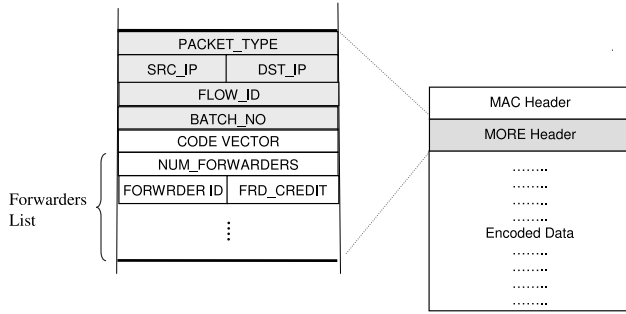 PACKET_TYPE
SRC_IP DST_IP
FLOW_ID
BATCH_NO
CODE VECTOR
NUM_FORWARDERS
FORWRDER ID FRD_CREDIT
Forwarders
List
MAC Header
MORE Header
........
........
........
Encoded Data
........
........
........
........